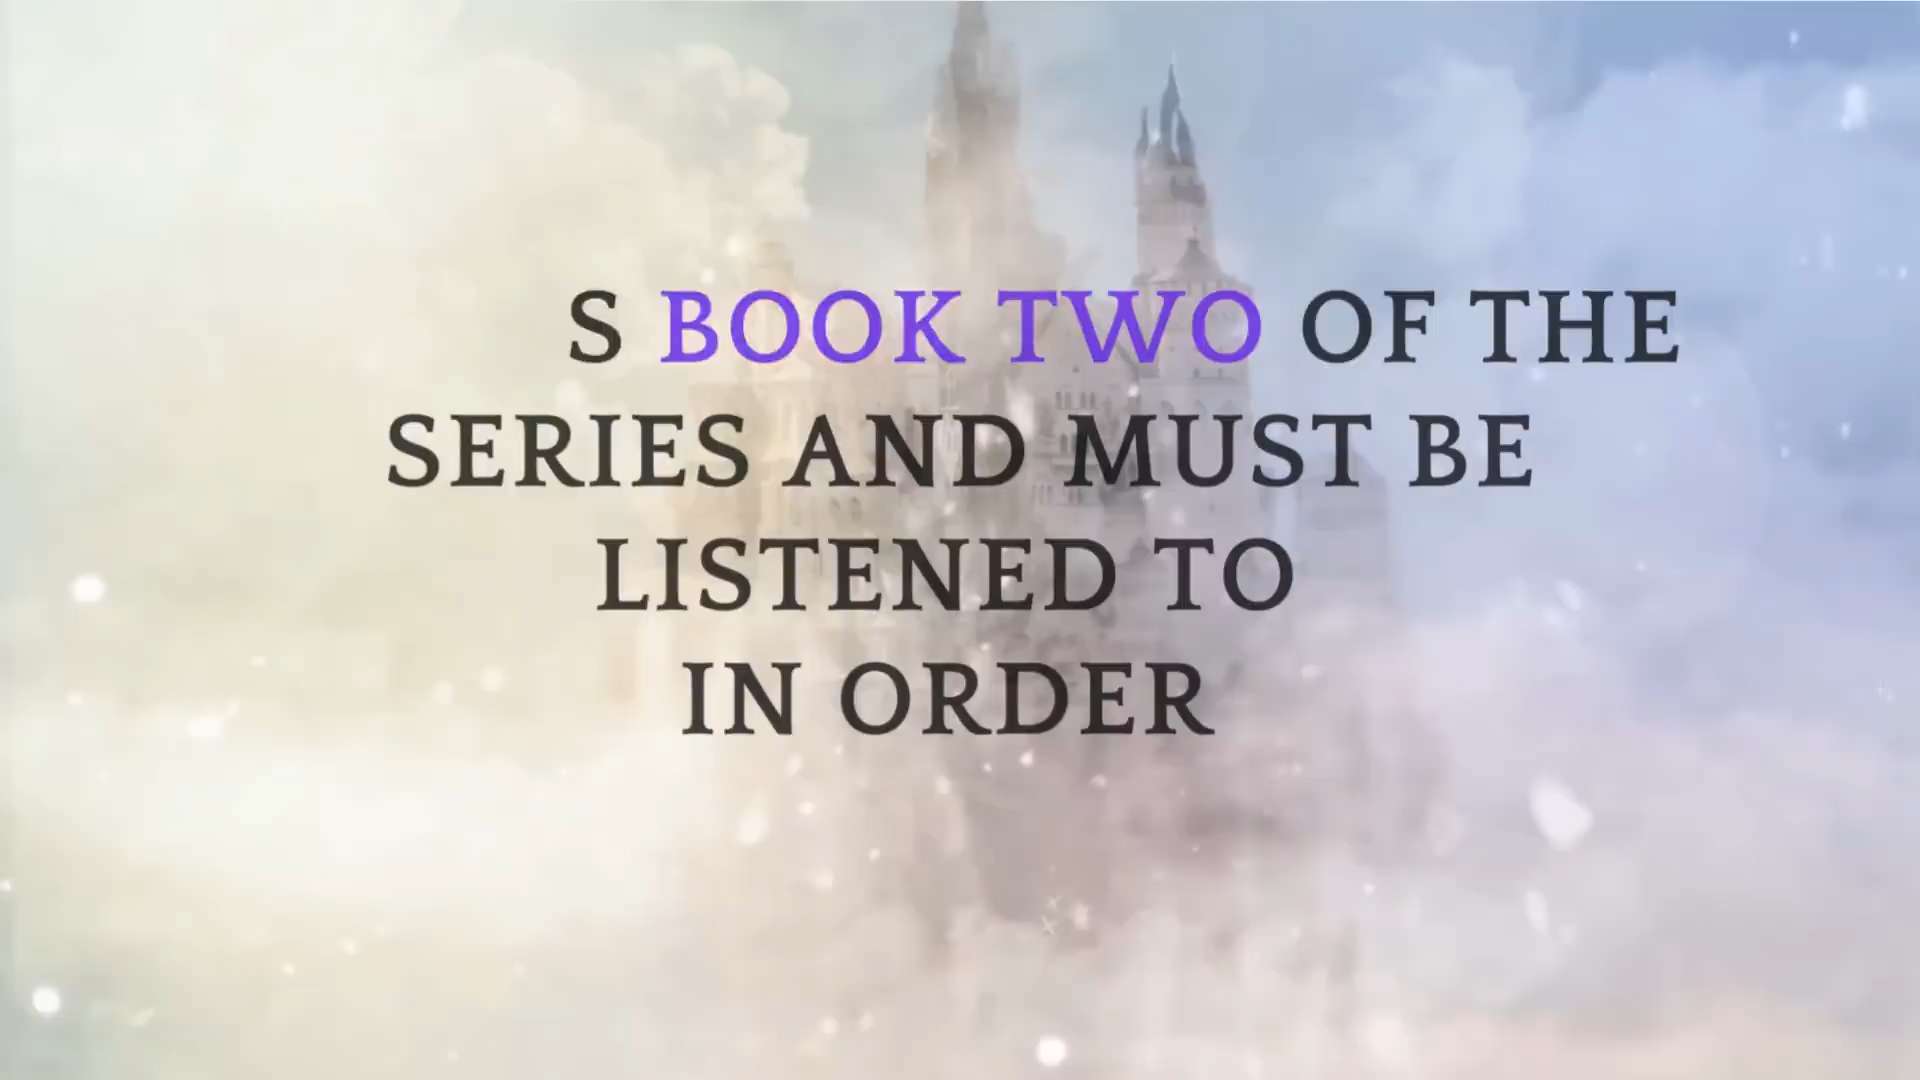 S BOOK TWO OF THE
SERIES AND MUST BE
LISTENED TO
IN ORDER